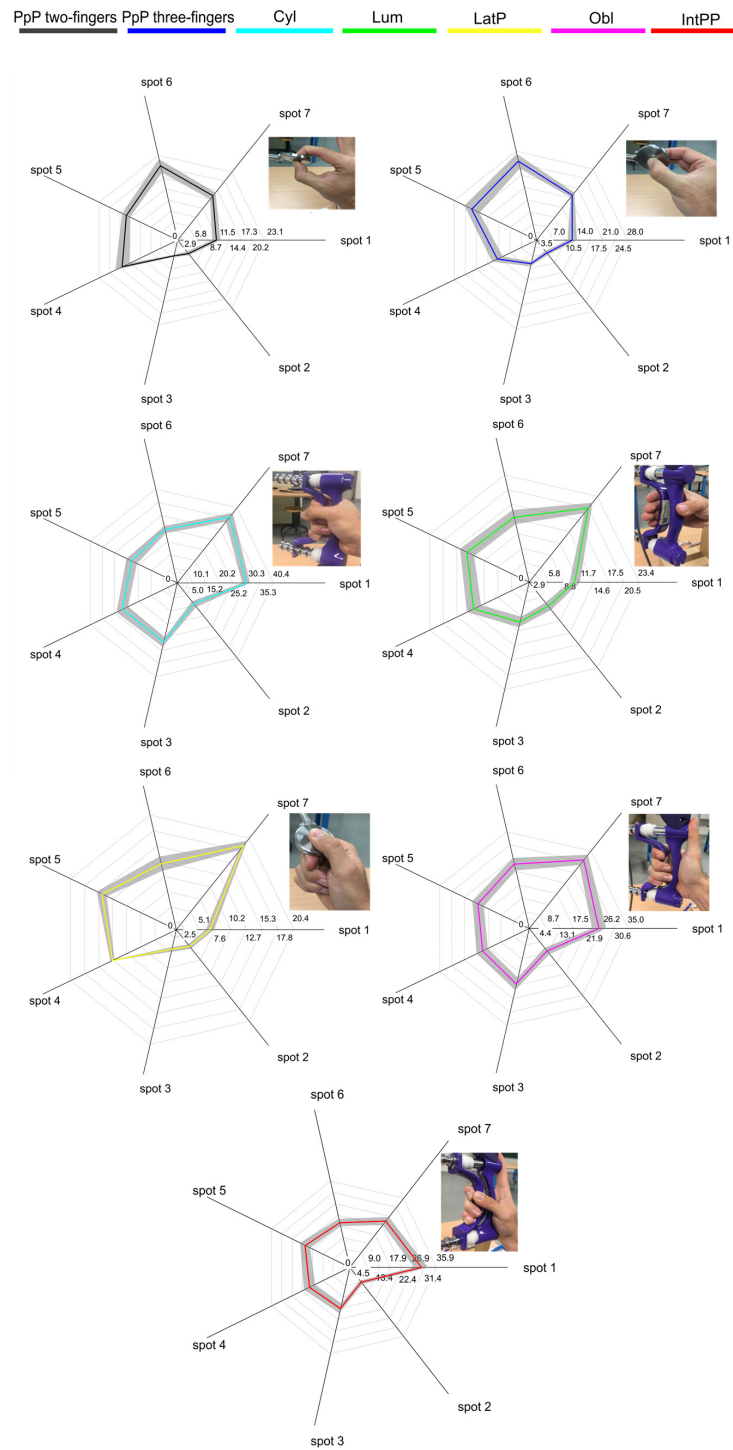 PpP two-fingers PpP three-fingers Cyl Lum LatP Obl IntPP
spot 6
spot 7
spot 5
0 5.8 11.5 17.3 23.1
spot 1
2.9 8.7 14.4 20.2
spot 4
spot 2
spot 3
spot 6
spot 7
spot 5
0 7.0 14.0 21.0 28.0
spot 1
3.5 10.5 17.5 24.5
spot 4
spot 2
spot 3
spot 6
spot 7
spot 5
0 10.1 20.2 30.3 40.4
spot 1
5.0 15.2 25.2 35.3
spot 4
spot 2
spot 3
spot 6
spot 7
spot 5
0 5.8 11.7 17.5 23.4
spot 1
2.9 8.8 14.6 20.5
spot 4
spot 2
spot 3
spot 6
spot 7
spot 5
0 5.1 10.2 15.3 20.4
spot 1
2.5 7.6 12.7 17.8
spot 4
spot 2
spot 3
spot 6
spot 7
spot 5
0 8.7 17.5 26.2 35.0
spot 1
4.4 13.1 21.9 30.6
spot 4
spot 2
spot 3
spot 6
spot 7
spot 5
0 9.0 17.9 26.9 35.9
spot 1
4.5 13.4 22.4 31.4
spot 4
spot 2
spot 3